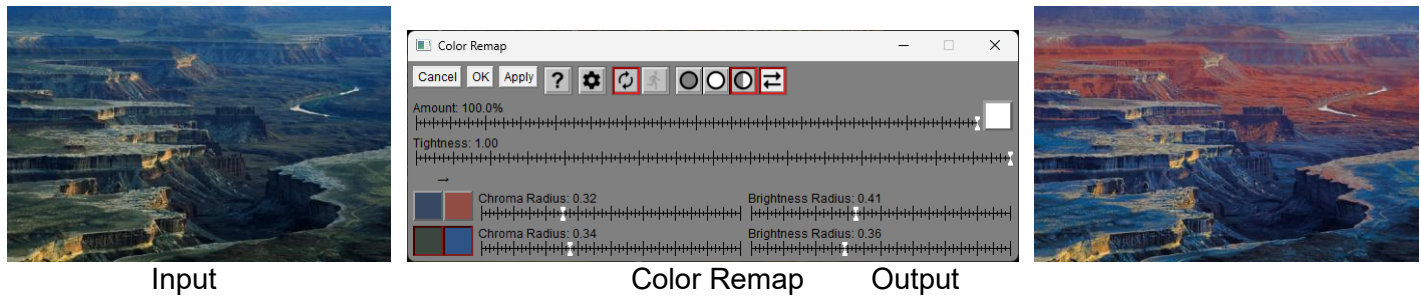 Color Remap
Cancel OK Apply ?
Amount: 100.0%
Tightness: 1.00
→
Chroma Radius: 0.32 Brightness Radius: 0.41
Chroma Radius: 0.34 Brightness Radius: 0.36
Input Color Remap Output